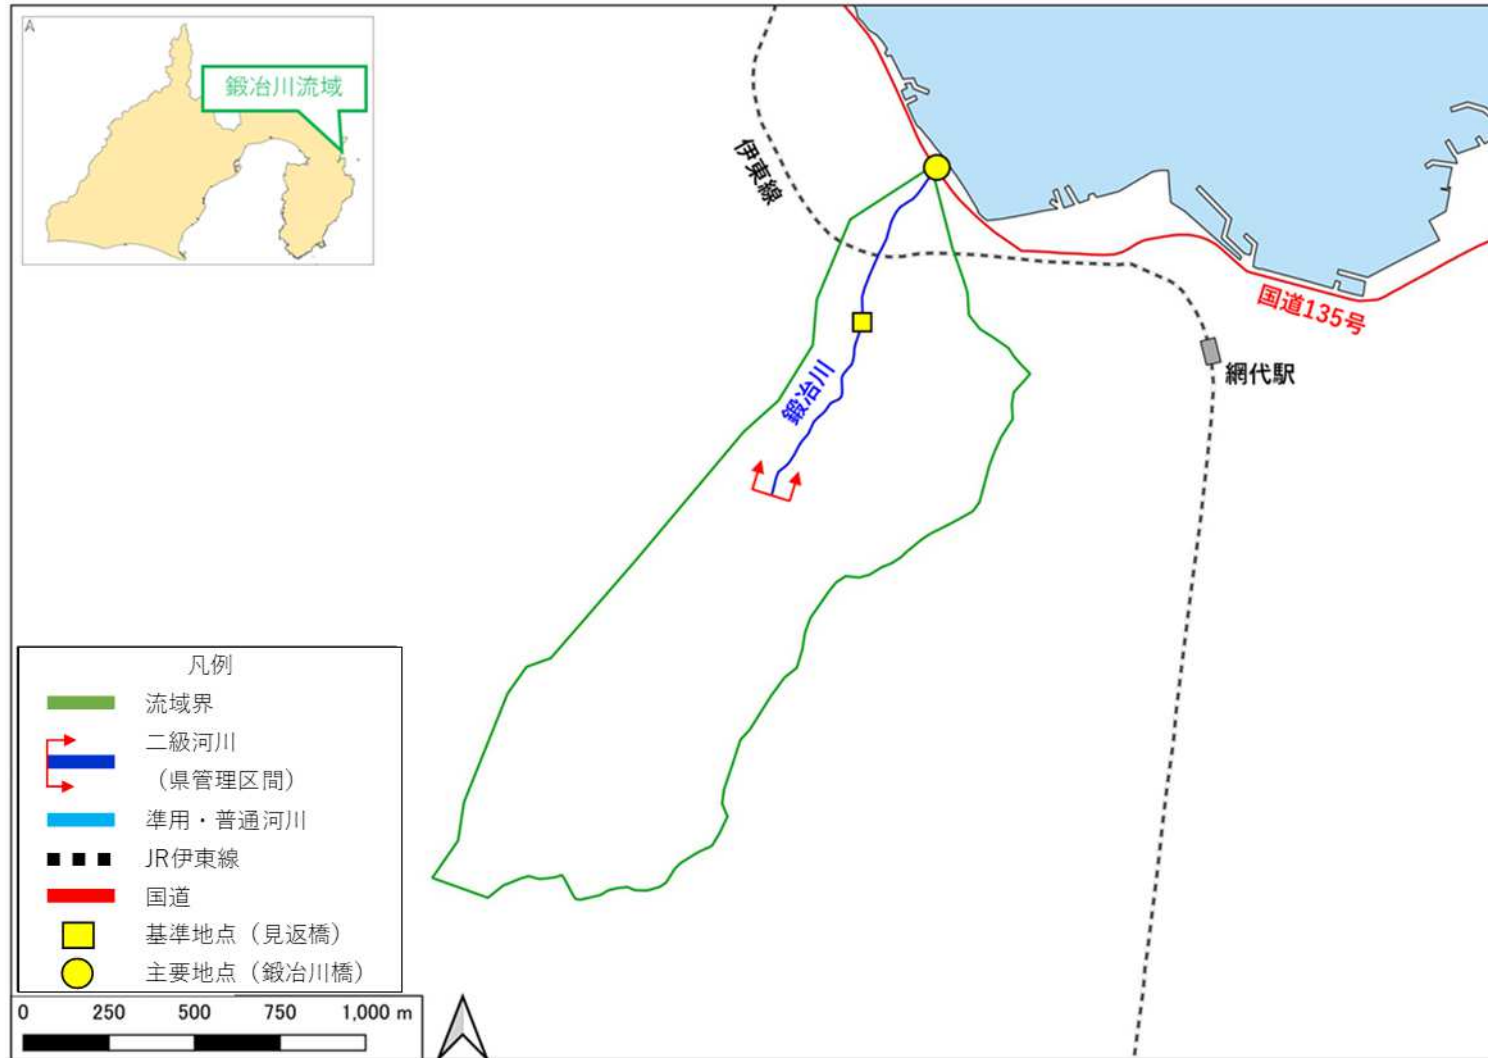 A
鍛冶川流域
伊東線
国道135号
鍛冶川
網代駅
凡例
流域界
二級河川
（県管理区間）
準用・普通河川
JR伊東線
国道
基準地点（見返橋）
主要地点（鍛冶川橋）
0 250 500 750 1,000 m